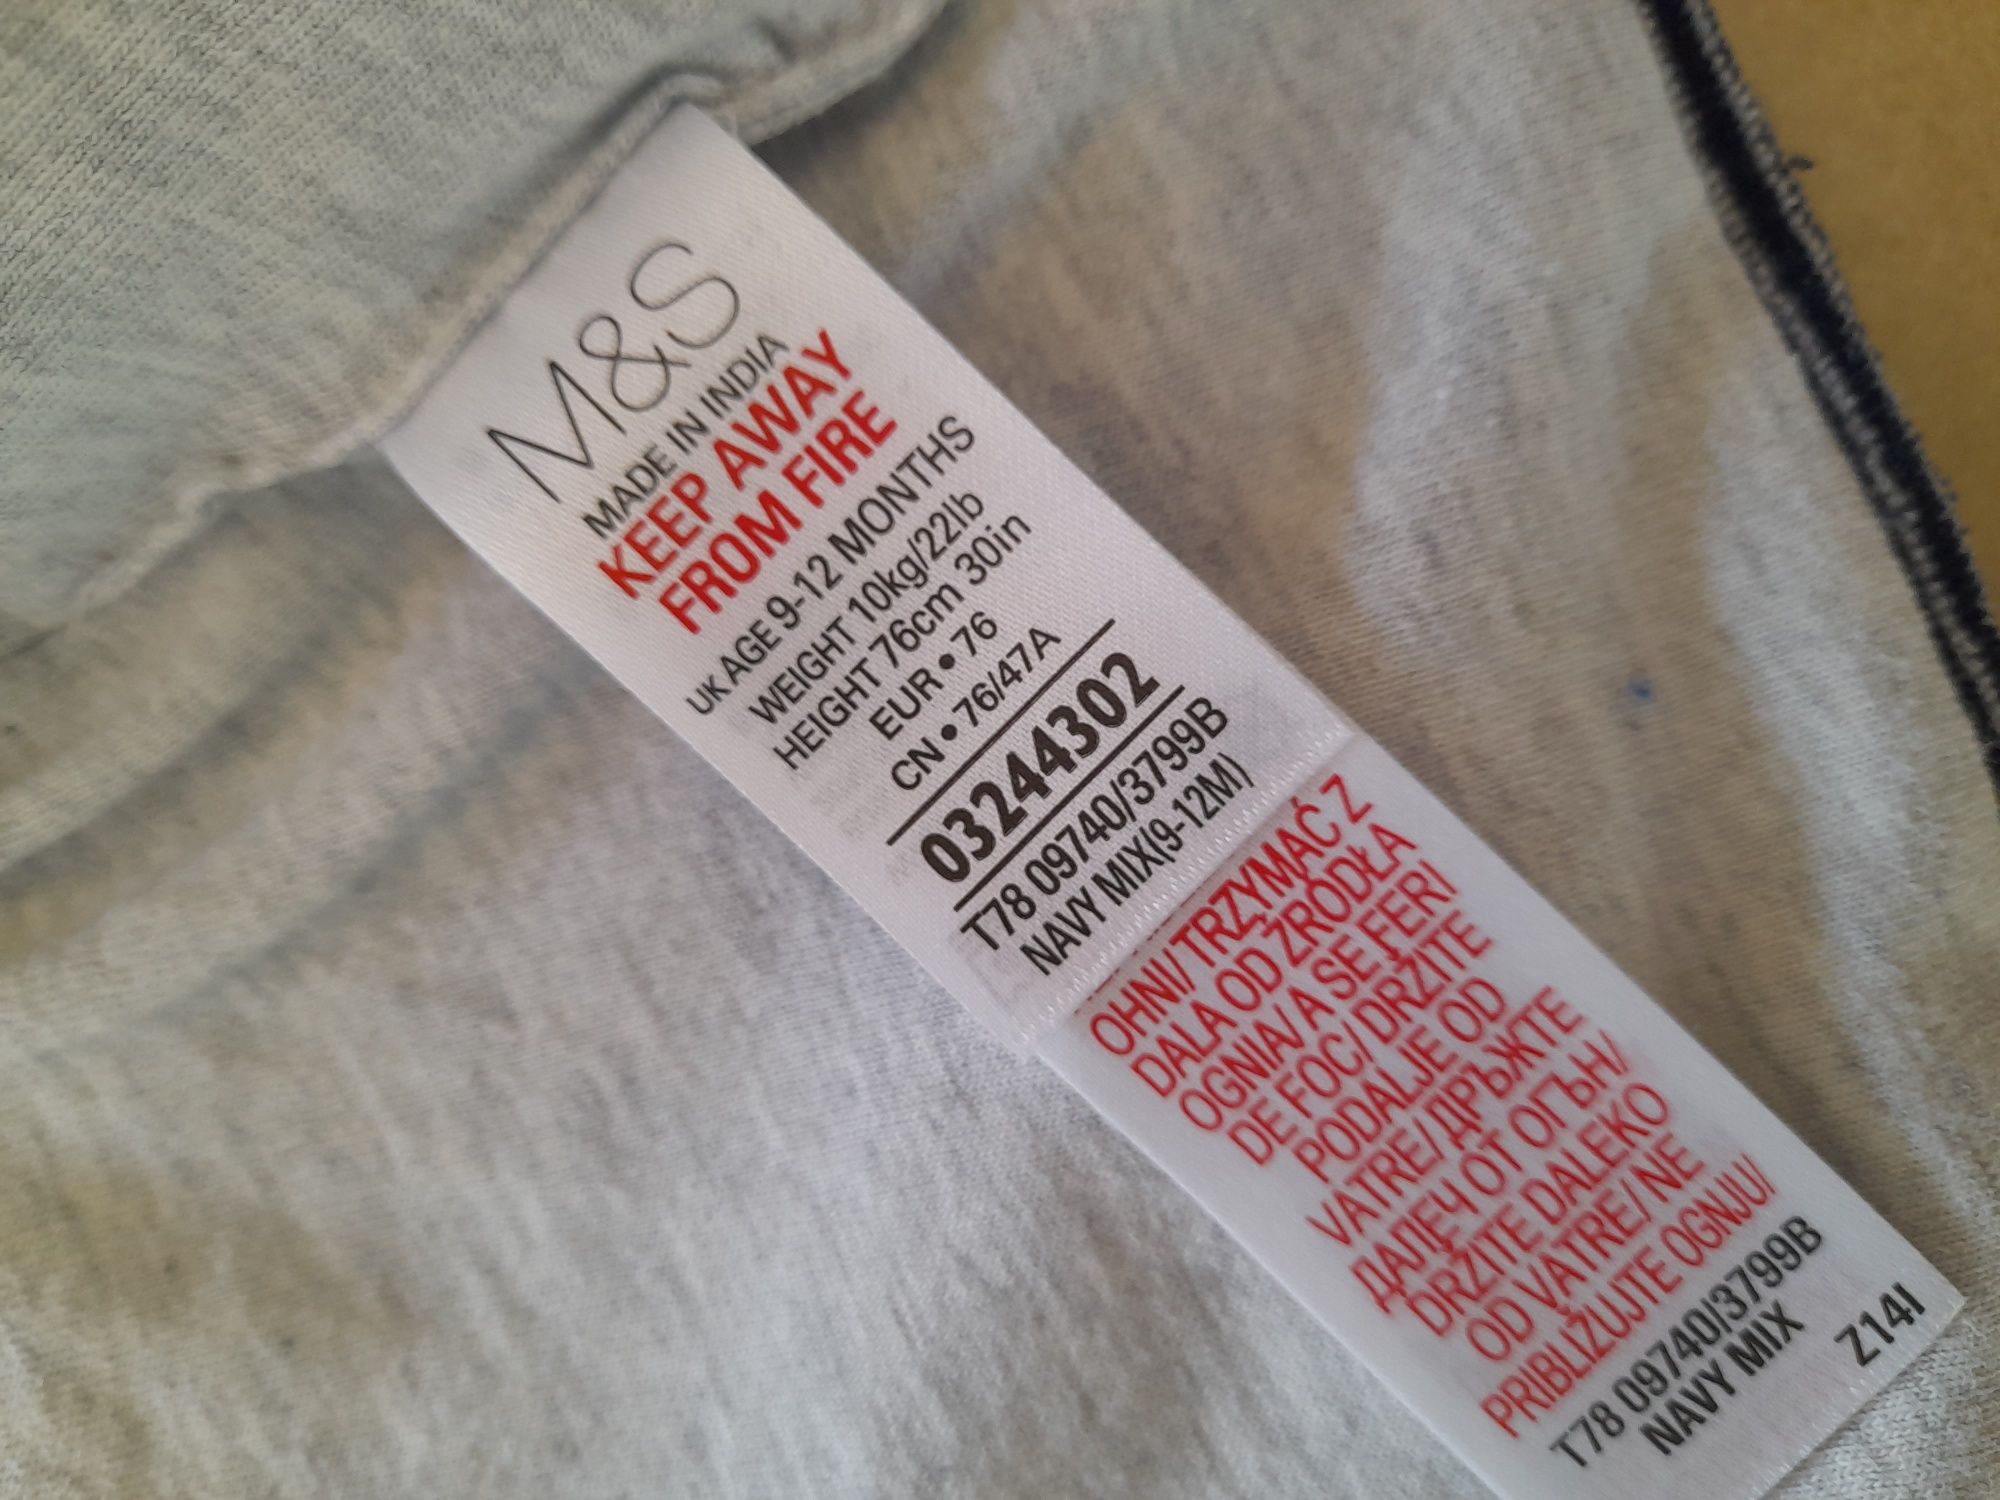 M&S
MADE IN INDIA
KEEP AWAY
FROM FIRE
UK AGE 9-12 MONTHS
WEIGHT 10kg/22lb
HEIGHT 76cm 30in
EUR • 76
CN • 76/47A
03244302
T78 09740/3799B
NAVY MIX(9-12M)
OHNI/ TRZYMAĆ Z
DALA OD ŹRÓDŁA
OGNIA/ A SE FERI
DE FOC/ DRŽITE
PODALJE OD
VATRE/ ДРЪЖТЕ
ДАЛЕЧ ОТ ОГЪН/
DRŽITE DALEKO
OD VATRE/ NE
PRIBLIŽUJTE OGNJU/
T78 09740/3799B
NAVY MIX
Z14I